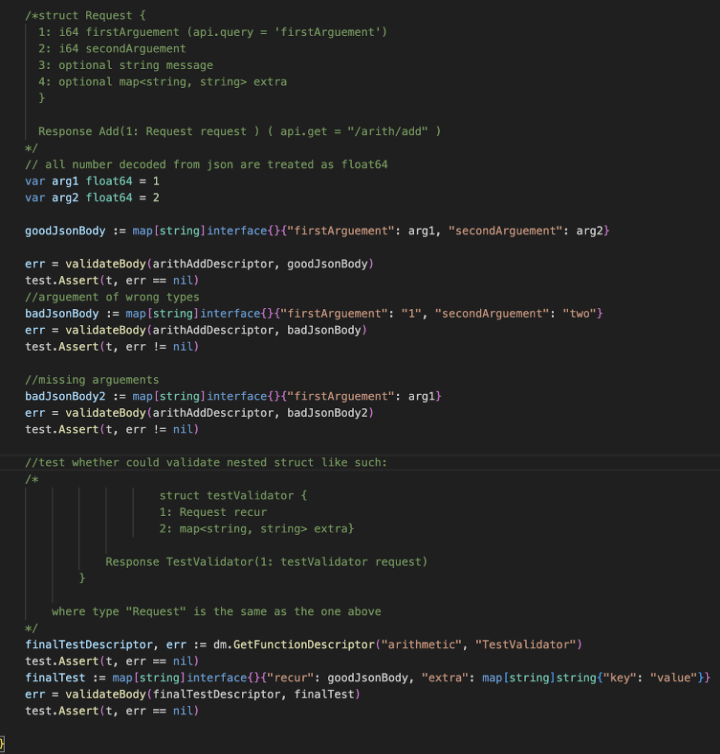 /*struct Request {
1: i64 firstArguement (api.query = 'firstArguement')
2: i64 secondArguement
3: optional string message
4: optional map<string, string> extra
}
Response Add(1: Request request ) ( api.get = "/arith/add" )
*/
// all number decoded from json are treated as float64
var arg1 float64 = 1
var arg2 float64 = 2
goodJsonBody := map[string]interface{}{"firstArguement": arg1, "secondArguement": arg2}
err = validateBody(arithAddDescriptor, goodJsonBody)
test.Assert(t, err == nil)
//arguement of wrong types
badJsonBody := map[string]interface{}{"firstArguement": "1", "secondArguement": "two"}
err = validateBody(arithAddDescriptor, badJsonBody)
test.Assert(t, err != nil)
//missing arguements
badJsonBody2 := map[string]interface{}{"firstArguement": arg1}
err = validateBody(arithAddDescriptor, badJsonBody2)
test.Assert(t, err != nil)
//test whether could validate nested struct like such:
/*
struct testValidator {
1: Request recur
2: map<string, string> extra}
Response TestValidator(1: testValidator request)
}
where type "Request" is the same as the one above
*/
finalTestDescriptor, err := dm.GetFunctionDescriptor("arithmetic", "TestValidator")
test.Assert(t, err == nil)
finalTest := map[string]interface{}{"recur": goodJsonBody, "extra": map[string]string{"key": "value"}}
err = validateBody(finalTestDescriptor, finalTest)
test.Assert(t, err == nil)
}